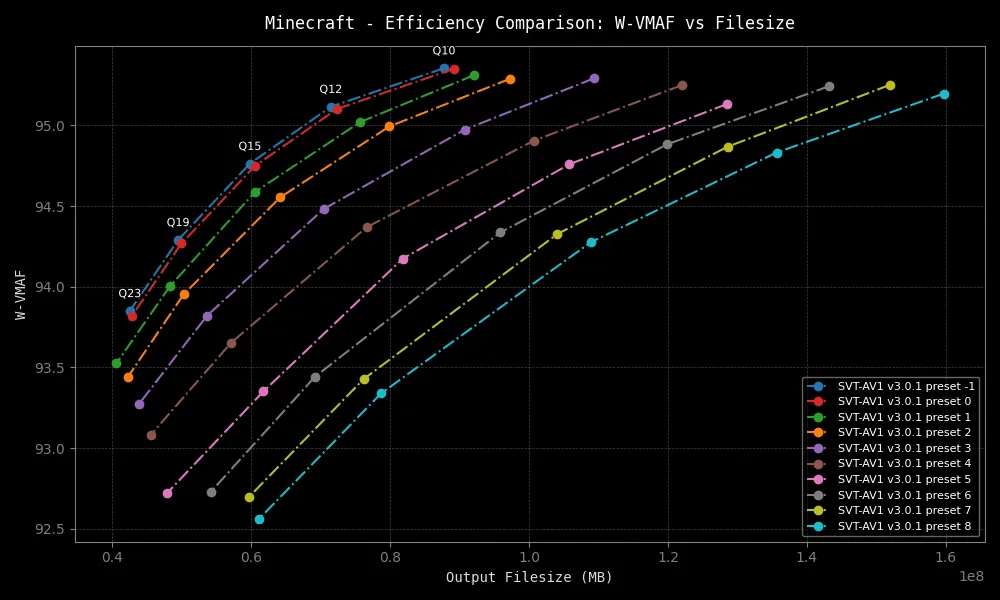 Minecraft - Efficiency Comparison: W-VMAF vs Filesize
Q10
Q12
Q15
Q19
Q23
W-VMAF
95.0
94.5
94.0
93.5
93.0
92.5
SVT-AV1 v3.0.1 preset -1
SVT-AV1 v3.0.1 preset 0
SVT-AV1 v3.0.1 preset 1
SVT-AV1 v3.0.1 preset 2
SVT-AV1 v3.0.1 preset 3
SVT-AV1 v3.0.1 preset 4
SVT-AV1 v3.0.1 preset 5
SVT-AV1 v3.0.1 preset 6
SVT-AV1 v3.0.1 preset 7
SVT-AV1 v3.0.1 preset 8
0.4 0.6 0.8 1.0 1.2 1.4 1.6
1e8
Output Filesize (MB)